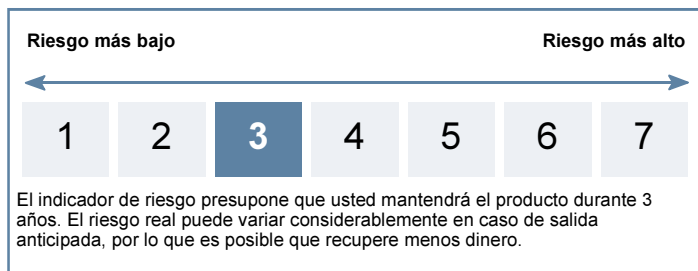 Riesgo más bajo Riesgo más alto
1 2 3 4 5 6 7
El indicador de riesgo presupone que usted mantendrá el producto durante 3
años. El riesgo real puede variar considerablemente en caso de salida
anticipada, por lo que es posible que recupere menos dinero.